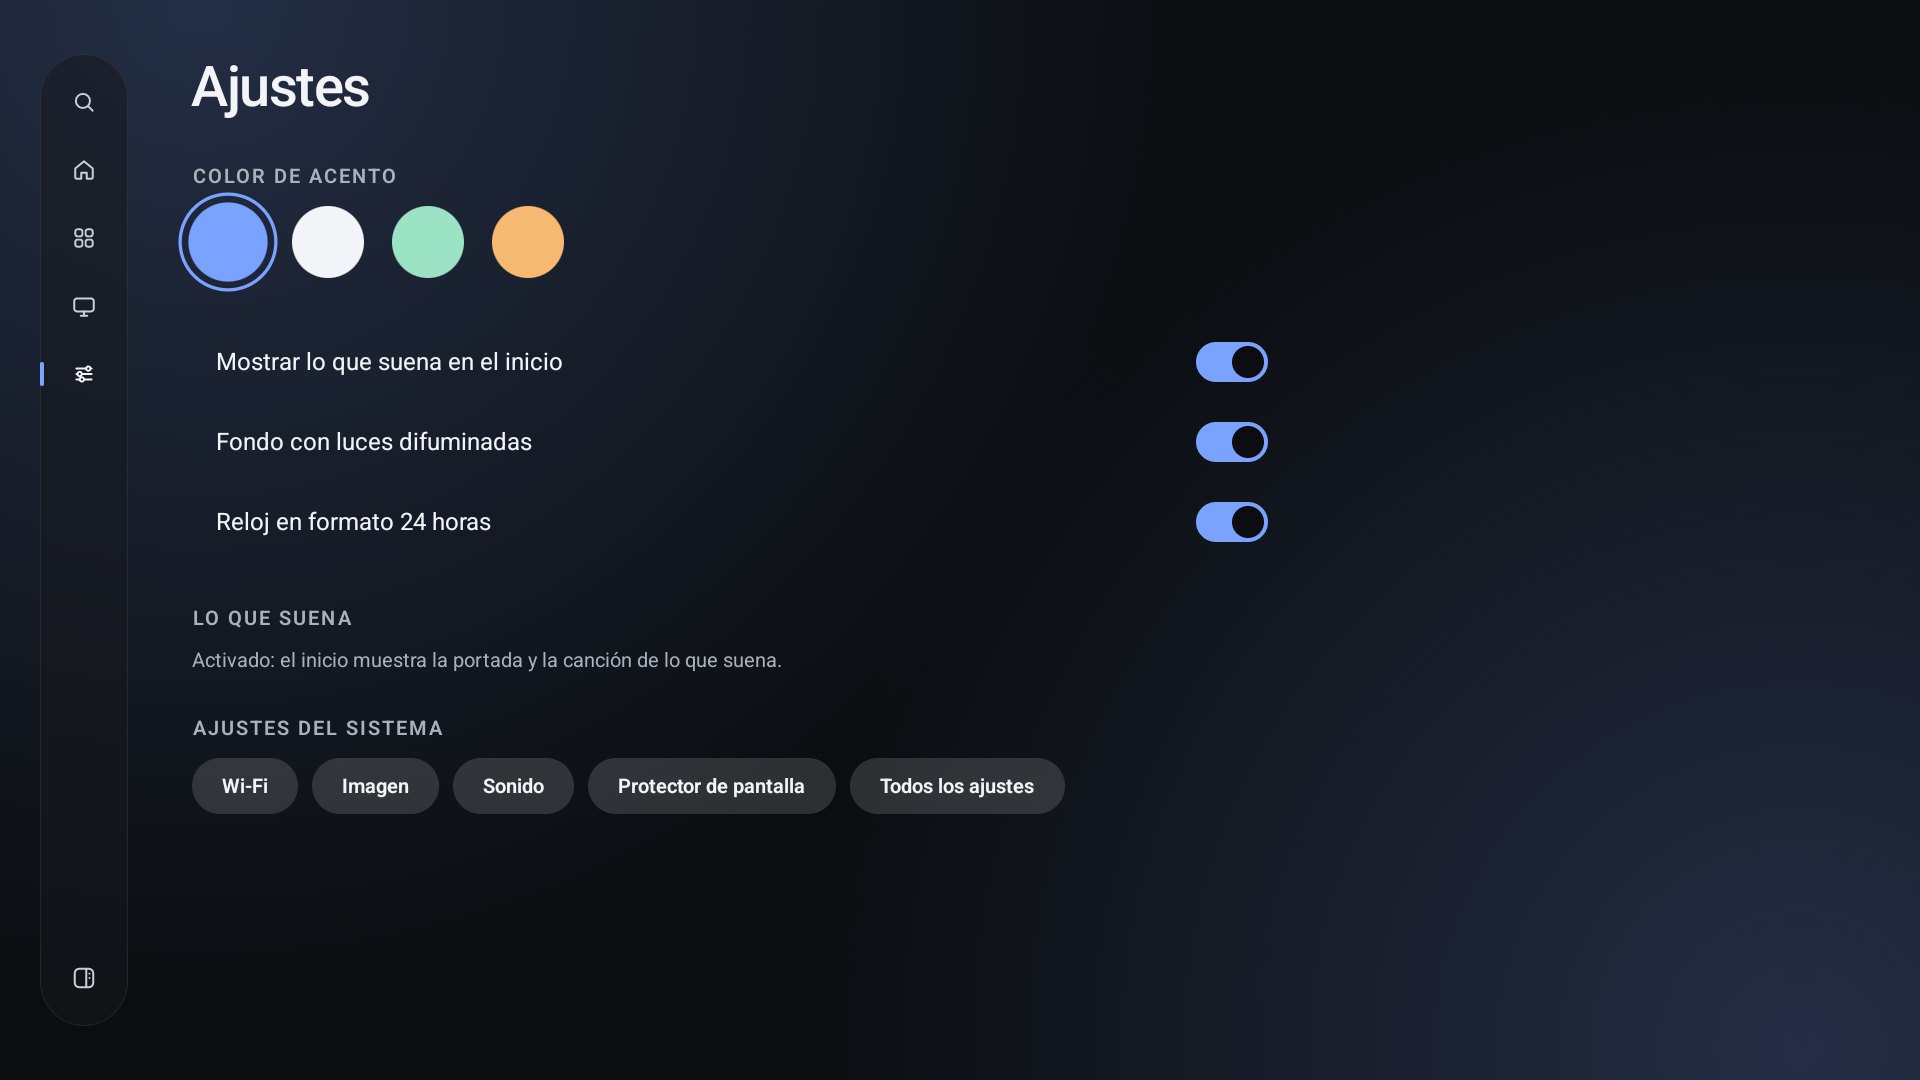 Ajustes
COLOR DE ACENTO
Mostrar lo que suena en el inicio
Fondo con luces difuminadas
Reloj en formato 24 horas
LO QUE SUENA
Activado: el inicio muestra la portada y la canción de lo que suena.
AJUSTES DEL SISTEMA
Wi-Fi Imagen Sonido Protector de pantalla Todos los ajustes